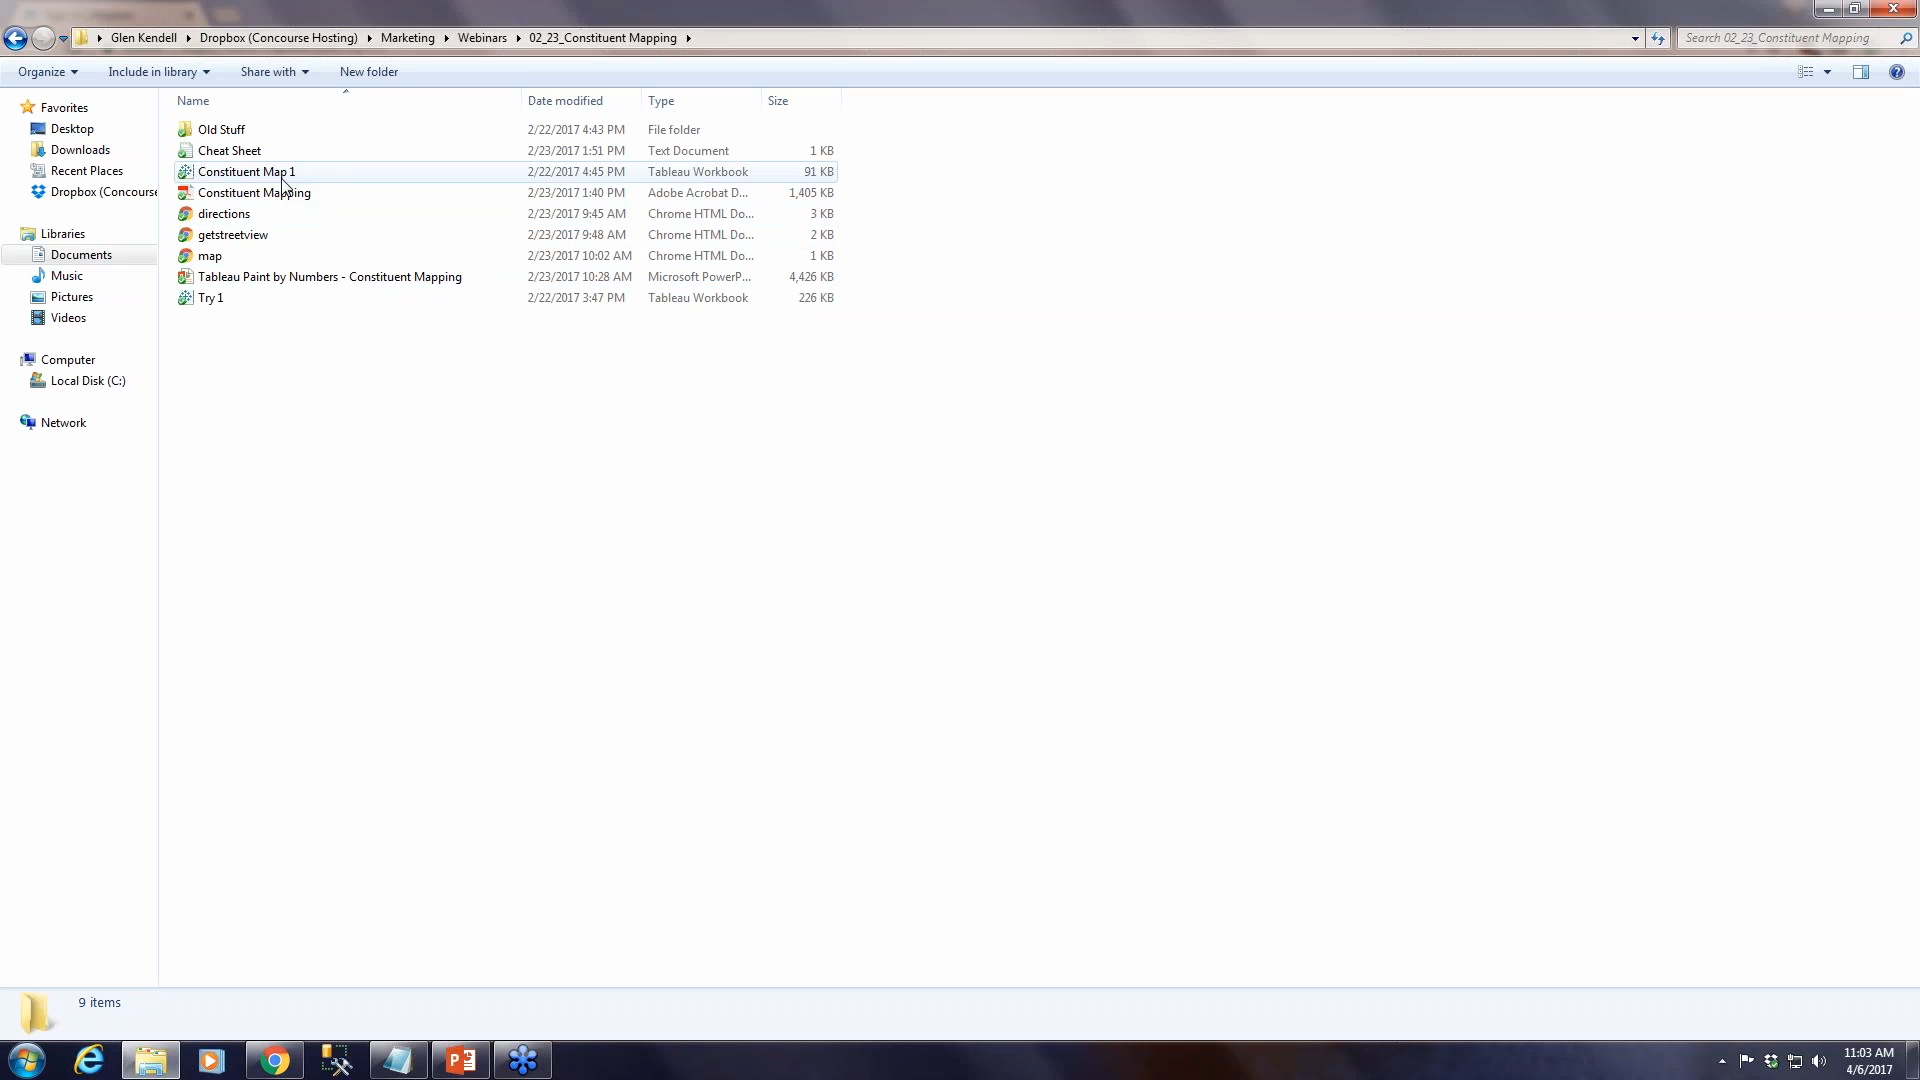 Glen Kendell Dropbox (Concourse Hosting) Marketing Webinars 02_23_Constituent Mapping Search 02_23_Constituent Mapping
Organize Include in library Share with New folder
Name Date modified Type Size
Favorites
Desktop
Downloads
Recent Places
Dropbox (Concourse
Libraries
Documents
Music
Pictures
Videos
Computer
Local Disk (C:)
Network
Old Stuff 2/22/2017 4:43 PM File folder
Cheat Sheet 2/23/2017 1:51 PM Text Document 1 KB
Constituent Map 1 2/22/2017 4:45 PM Tableau Workbook 91 KB
Constituent Mapping 2/23/2017 1:40 PM Adobe Acrobat D... 1,405 KB
directions 2/23/2017 9:45 AM Chrome HTML Do... 3 KB
getstreetview 2/23/2017 9:48 AM Chrome HTML Do... 2 KB
map 2/23/2017 10:02 AM Chrome HTML Do... 1 KB
Tableau Paint by Numbers - Constituent Mapping 2/23/2017 10:28 AM Microsoft PowerP... 4,426 KB
Try 1 2/22/2017 3:47 PM Tableau Workbook 226 KB
9 items
11:03 AM
4/6/2017